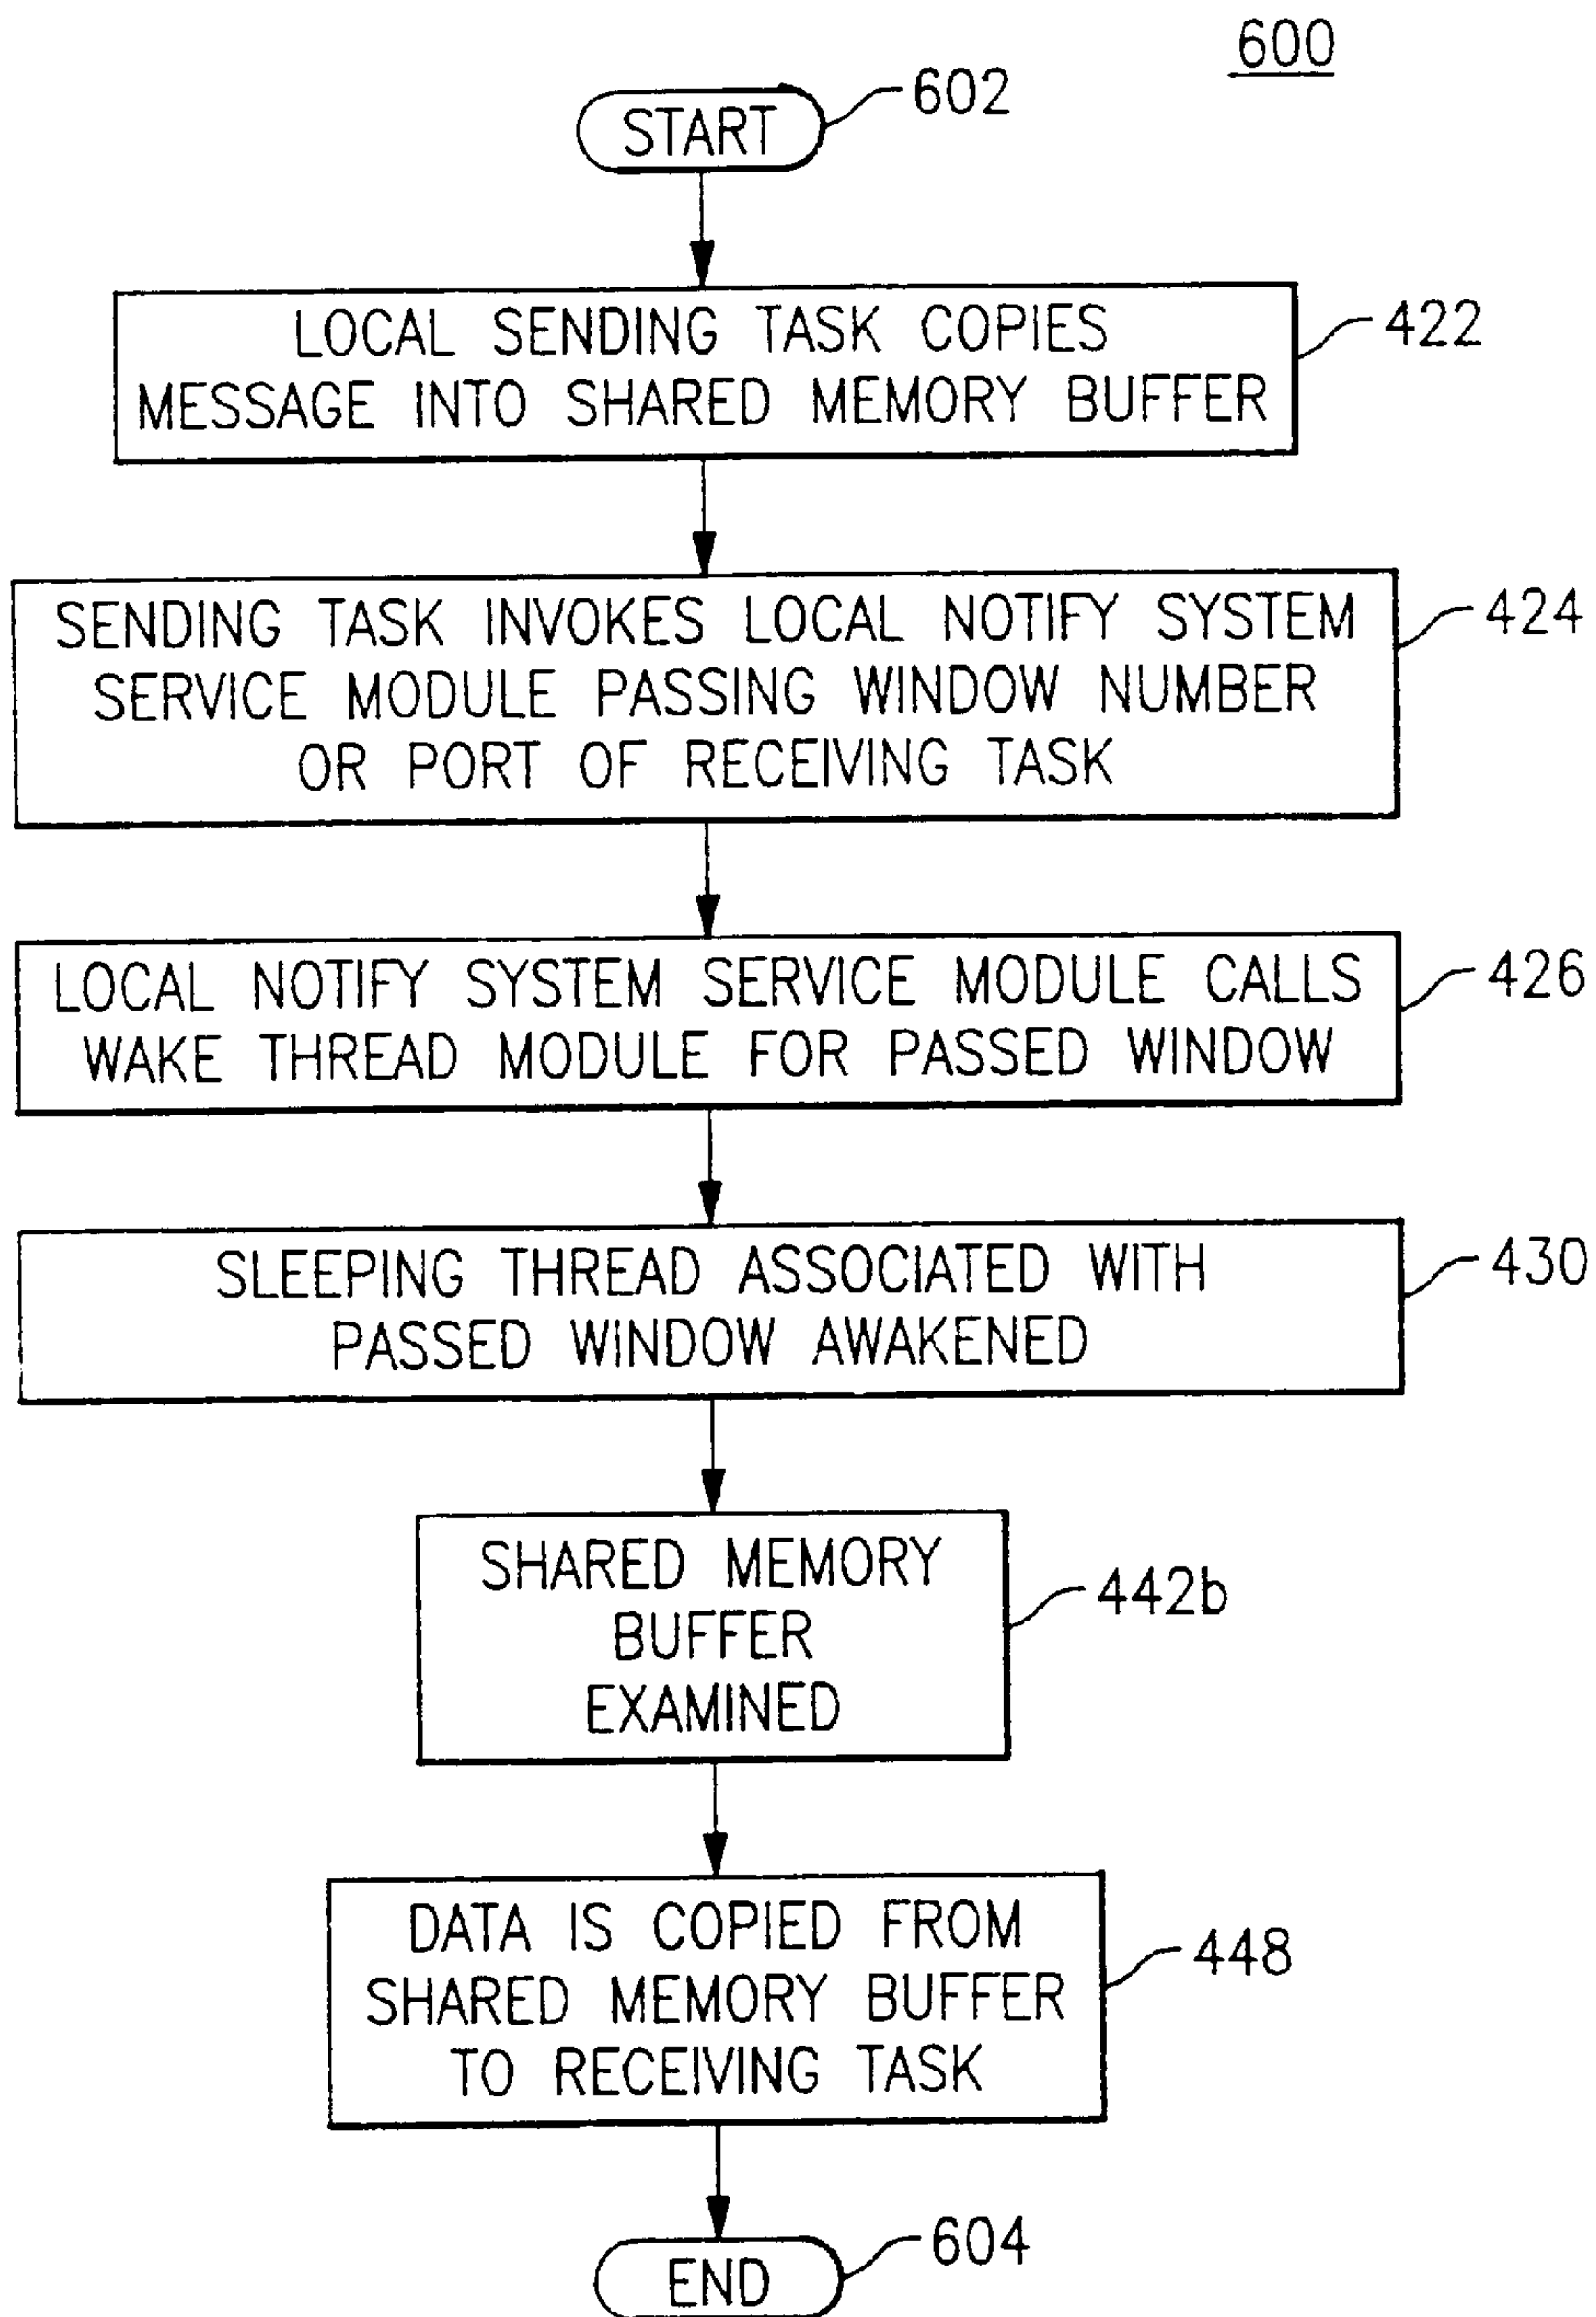 600
START
602
LOCAL SENDING TASK COPIES
MESSAGE INTO SHARED MEMORY BUFFER
422
SENDING TASK INVOKES LOCAL NOTIFY SYSTEM
SERVICE MODULE PASSING WINDOW NUMBER
OR PORT OF RECEIVING TASK
424
LOCAL NOTIFY SYSTEM SERVICE MODULE CALLS
WAKE THREAD MODULE FOR PASSED WINDOW
426
SLEEPING THREAD ASSOCIATED WITH
PASSED WINDOW AWAKENED
430
SHARED MEMORY
BUFFER
EXAMINED
442b
DATA IS COPIED FROM
SHARED MEMORY BUFFER
TO RECEIVING TASK
448
END
604